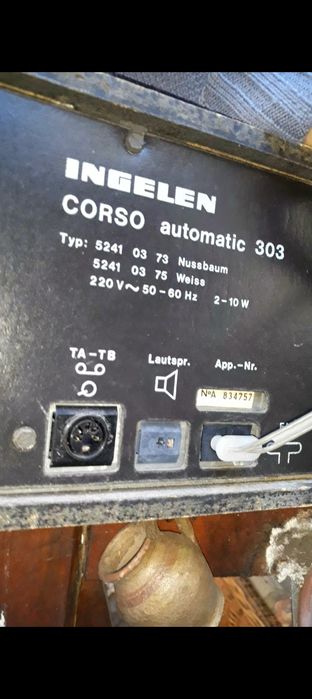 INGELEN
CORSO automatic 303
Typ: 5241 03 73 Nussbaum
5241 03 75 Weiss
220 V~ 50-60 Hz 2-10 W
TA-TB Lautspr. App.-Nr.
NºA 834757